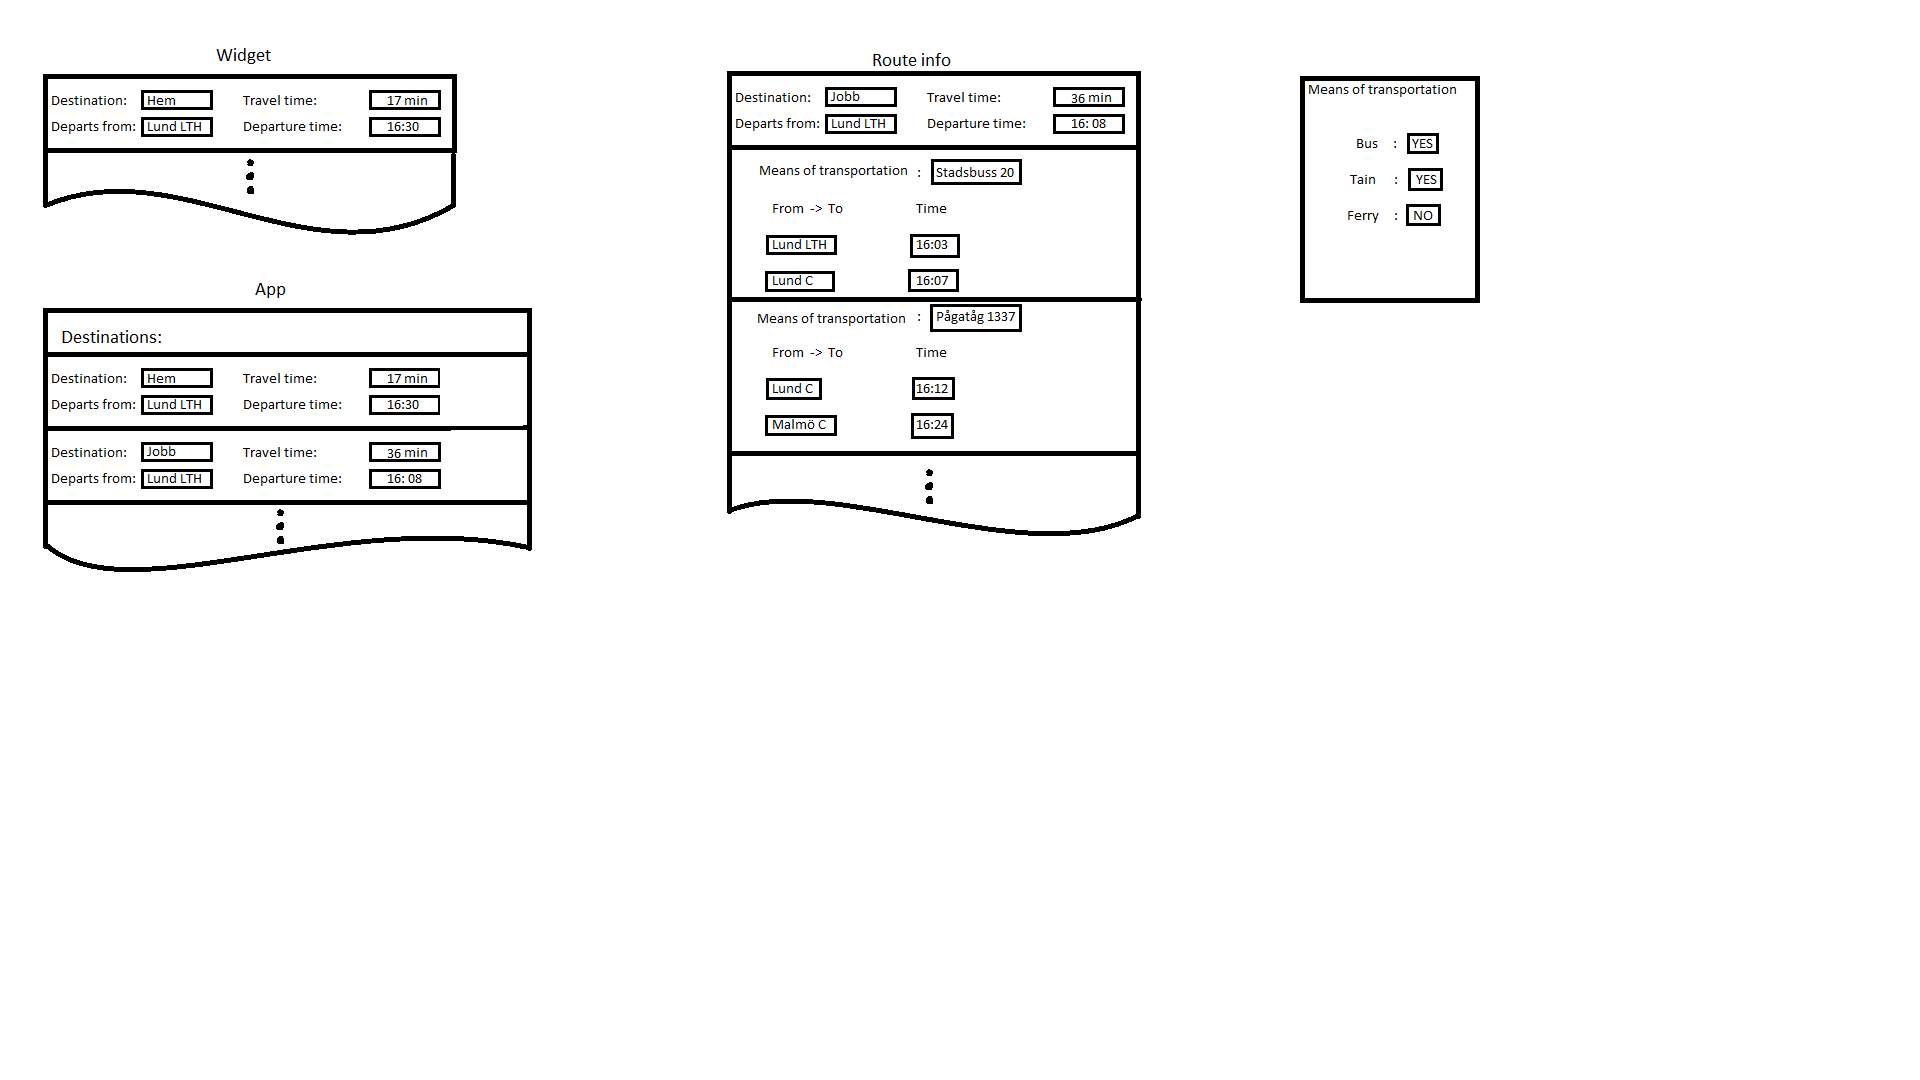 Widget
Destination: Hem Travel time: 17 min
Departs from: Lund LTH Departure time: 16:30
App
Destinations:
Destination: Hem Travel time: 17 min
Departs from: Lund LTH Departure time: 16:30
Destination: Jobb Travel time: 36 min
Departs from: Lund LTH Departure time: 16: 08
Route info
Destination: Jobb Travel time: 36 min
Departs from: Lund LTH Departure time: 16: 08
Means of transportation : Stadsbuss 20
From -> To Time
Lund LTH 16:03
Lund C 16:07
Means of transportation : Pågatåg 1337
From -> To Time
Lund C 16:12
Malmö C 16:24
Means of transportation
Bus : YES
Tain : YES
Ferry : NO